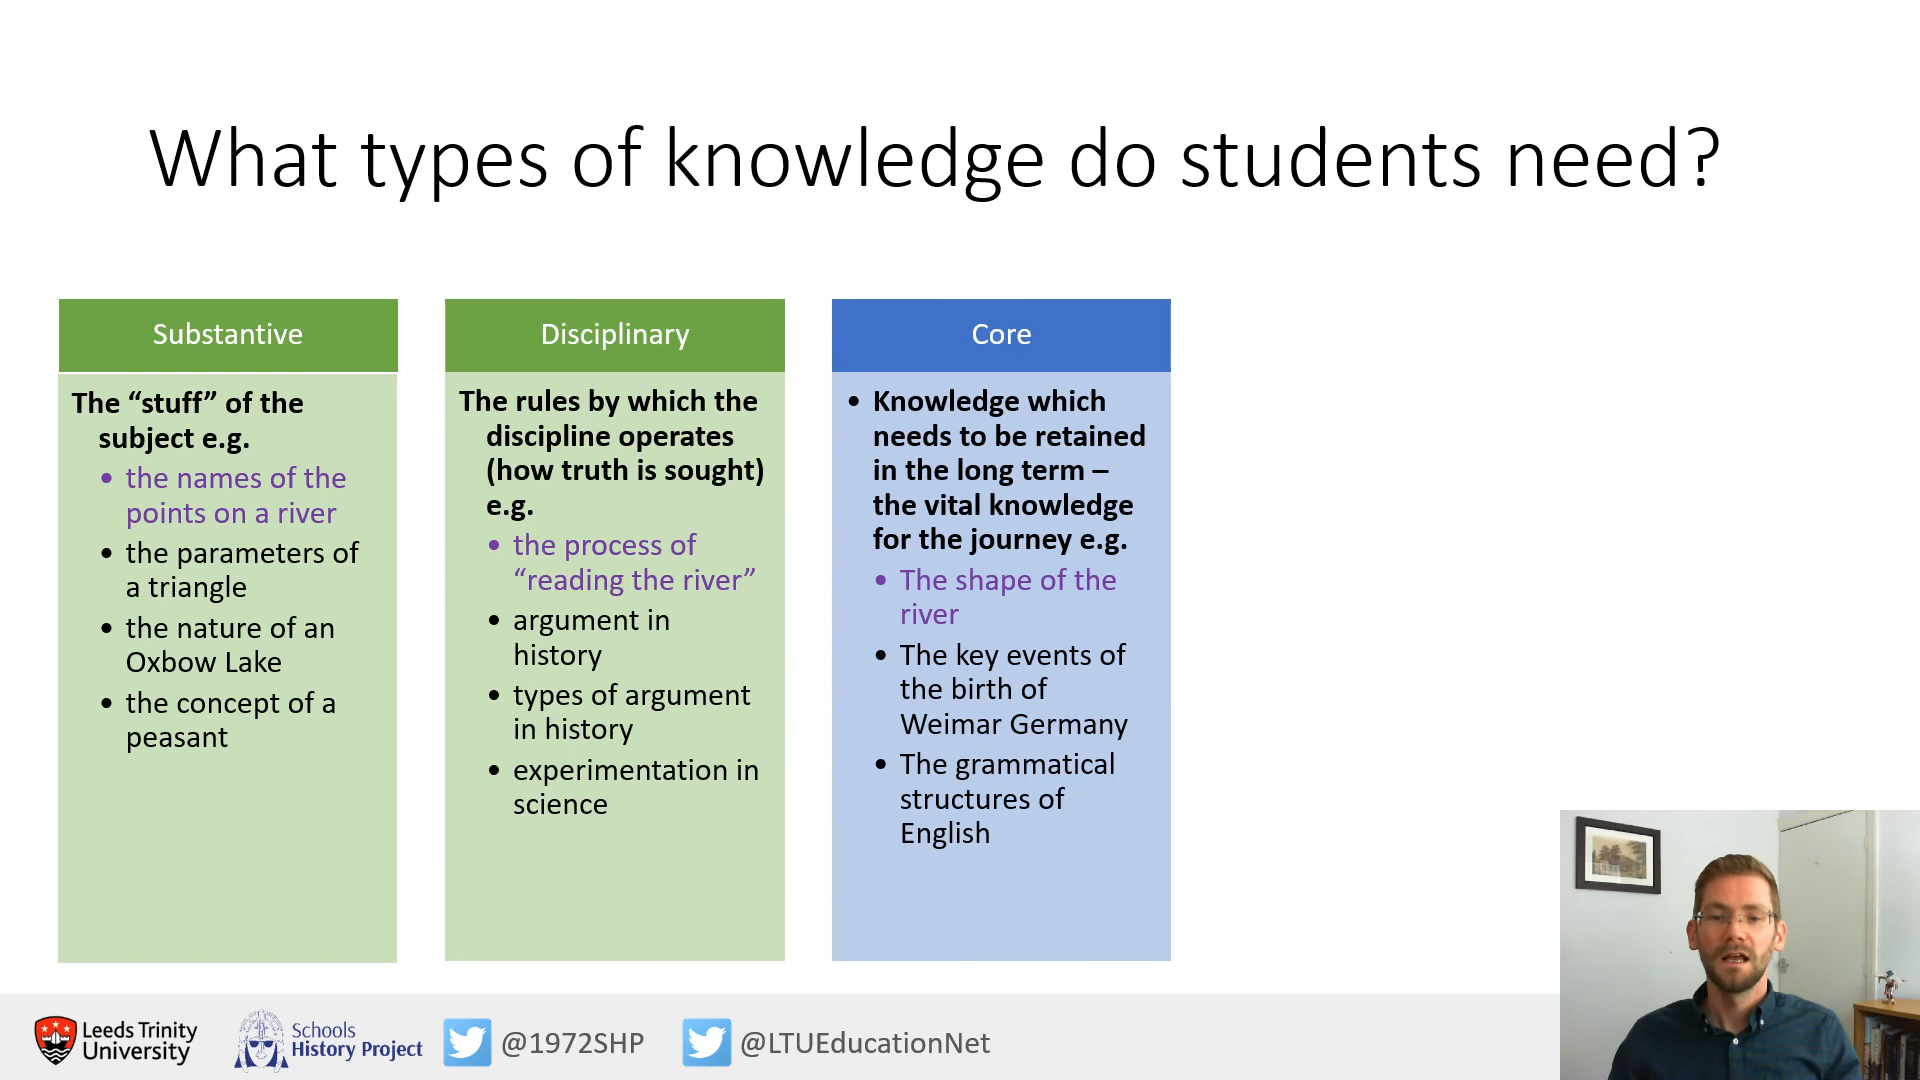 What types of knowledge do students need?
Substantive
The “stuff” of the
subject e.g.
• the names of the
points on a river
• the parameters of
a triangle
• the nature of an
Oxbow Lake
• the concept of a
peasant
Disciplinary
The rules by which the
discipline operates
(how truth is sought)
e.g.
• the process of
“reading the river”
• argument in
history
• types of argument
in history
• experimentation in
science
Core
• Knowledge which
needs to be retained
in the long term –
the vital knowledge
for the journey e.g.
• The shape of the
river
• The key events of
the birth of
Weimar Germany
• The grammatical
structures of
English
Leeds Trinity
University
Schools
History Project
@1972SHP
@LTUEducationNet